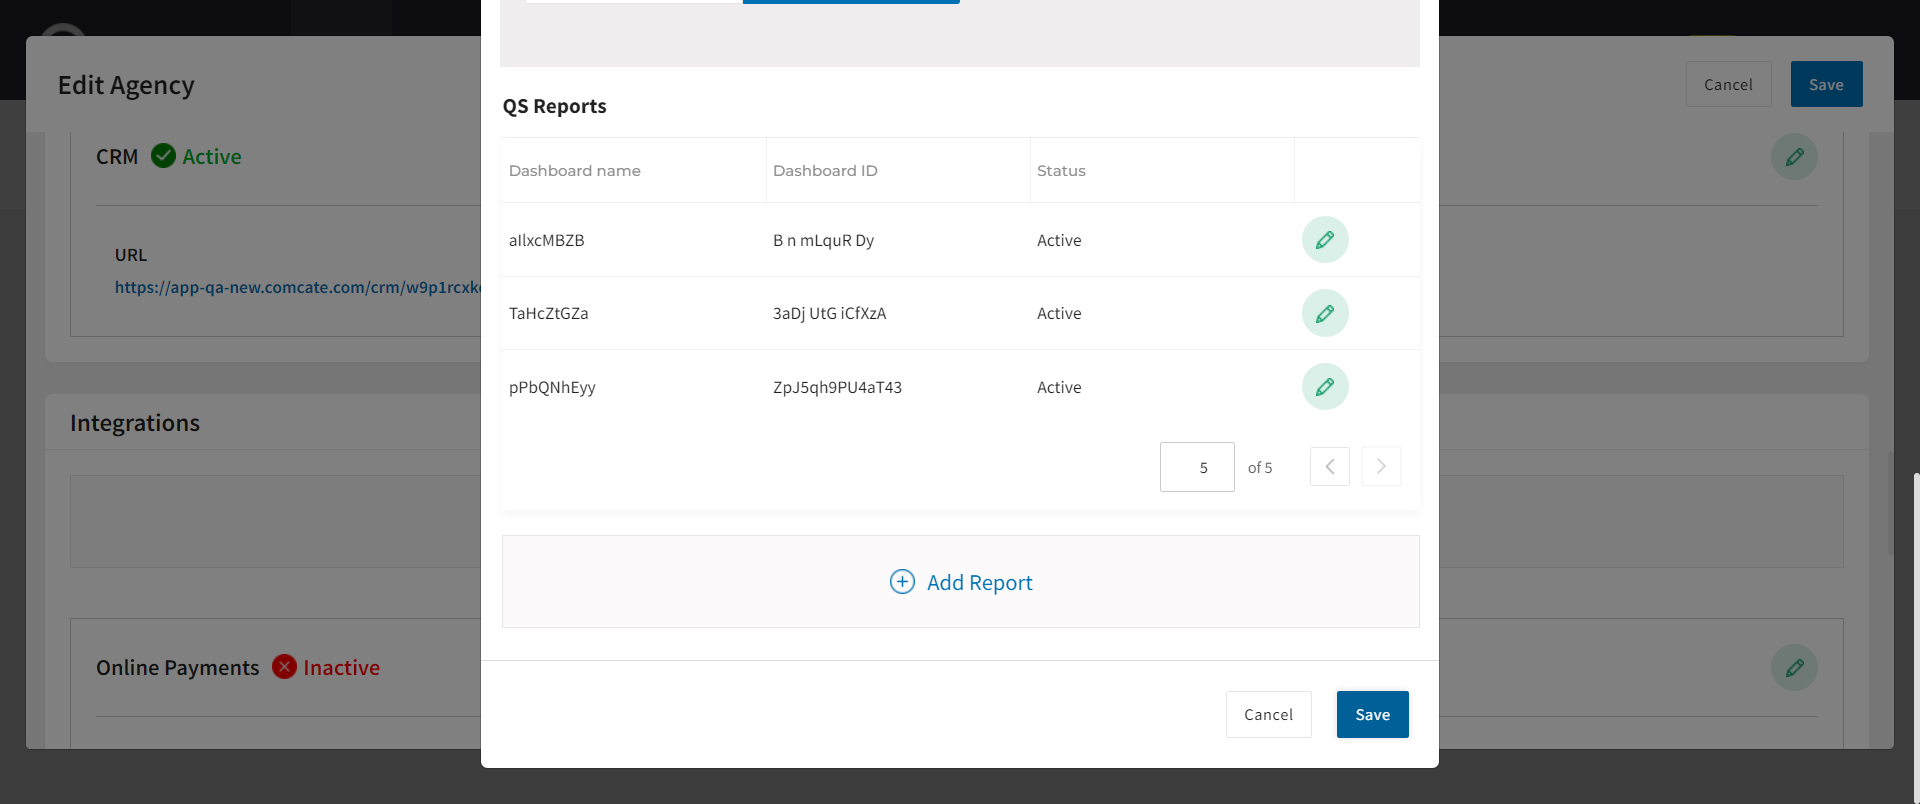 Edit Agency
Cancel
Save
CRM
Active
URL
https://app-qa-new.comcate.com/crm/w9p1rcxk
Integrations
Online Payments
Inactive
QS Reports
Dashboard name Dashboard ID Status
aIlxcMBZB B n mLquR Dy Active
TaHcZtGZa 3aDj UtG iCfXzA Active
pPbQNhEyy ZpJ5qh9PU4aT43 Active
5 of 5
Add Report
Cancel
Save